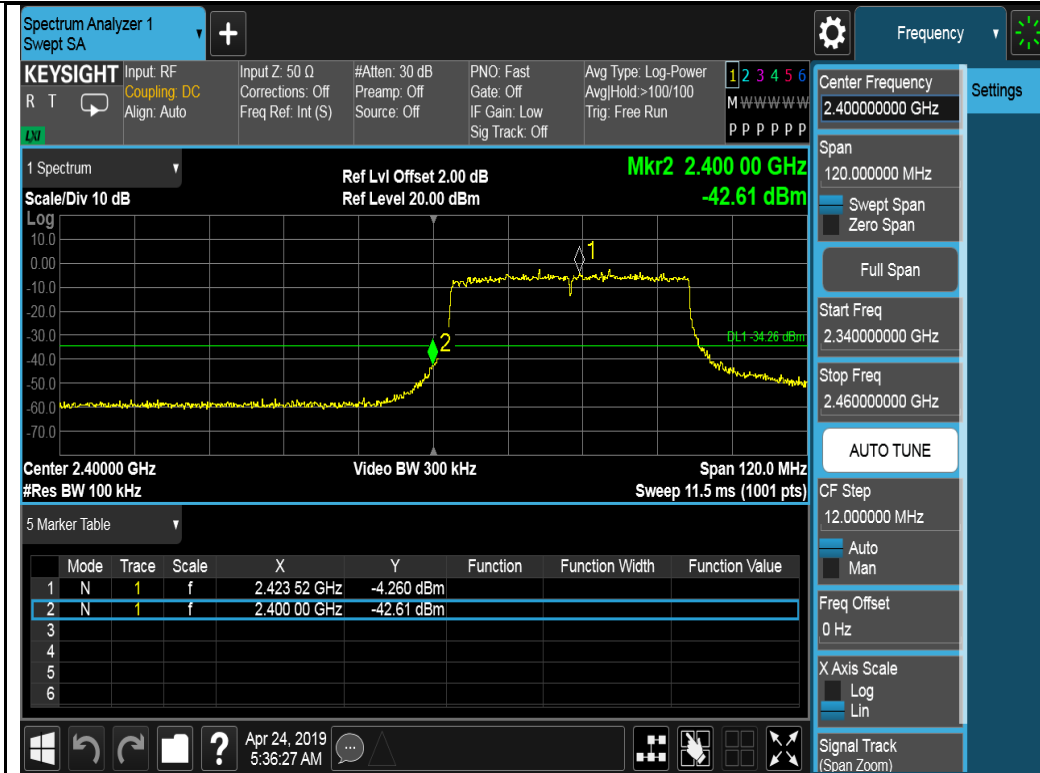 Spectrum Analyzer 1
Swept SA
+
Frequency
KEYSIGHT
R T
LXI
Input: RF
Coupling: DC
Align: Auto
Input Z: 50 Ω
Corrections: Off
Freq Ref: Int (S)
#Atten: 30 dB
Preamp: Off
Source: Off
PNO: Fast
Gate: Off
IF Gain: Low
Sig Track: Off
Avg Type: Log-Power
Avg|Hold:>100/100
Trig: Free Run
1 2 3 4 5 6
M W W W W W
P P P P P P
1 Spectrum
Scale/Div 10 dB
Ref Lvl Offset 2.00 dB
Ref Level 20.00 dBm
Mkr2 2.400 00 GHz
-42.61 dBm
Log
10.0
0.00
-10.0
-20.0
-30.0
-40.0
-50.0
-60.0
-70.0
1
2
DL1 -34.26 dBm
Center 2.40000 GHz
Video BW 300 kHz
Span 120.0 MHz
#Res BW 100 kHz
Sweep 11.5 ms (1001 pts)
5 Marker Table
Mode Trace Scale X Y Function Function Width Function Value
1 N 1 f 2.423 52 GHz -4.260 dBm
2 N 1 f 2.400 00 GHz -42.61 dBm
3
4
5
6
?
Apr 24, 2019
5:36:27 AM
Center Frequency
2.400000000 GHz
Settings
Span
120.000000 MHz
Swept Span
Zero Span
Full Span
Start Freq
2.340000000 GHz
Stop Freq
2.460000000 GHz
AUTO TUNE
CF Step
12.000000 MHz
Auto
Man
Freq Offset
0 Hz
X Axis Scale
Log
Lin
Signal Track
(Span Zoom)